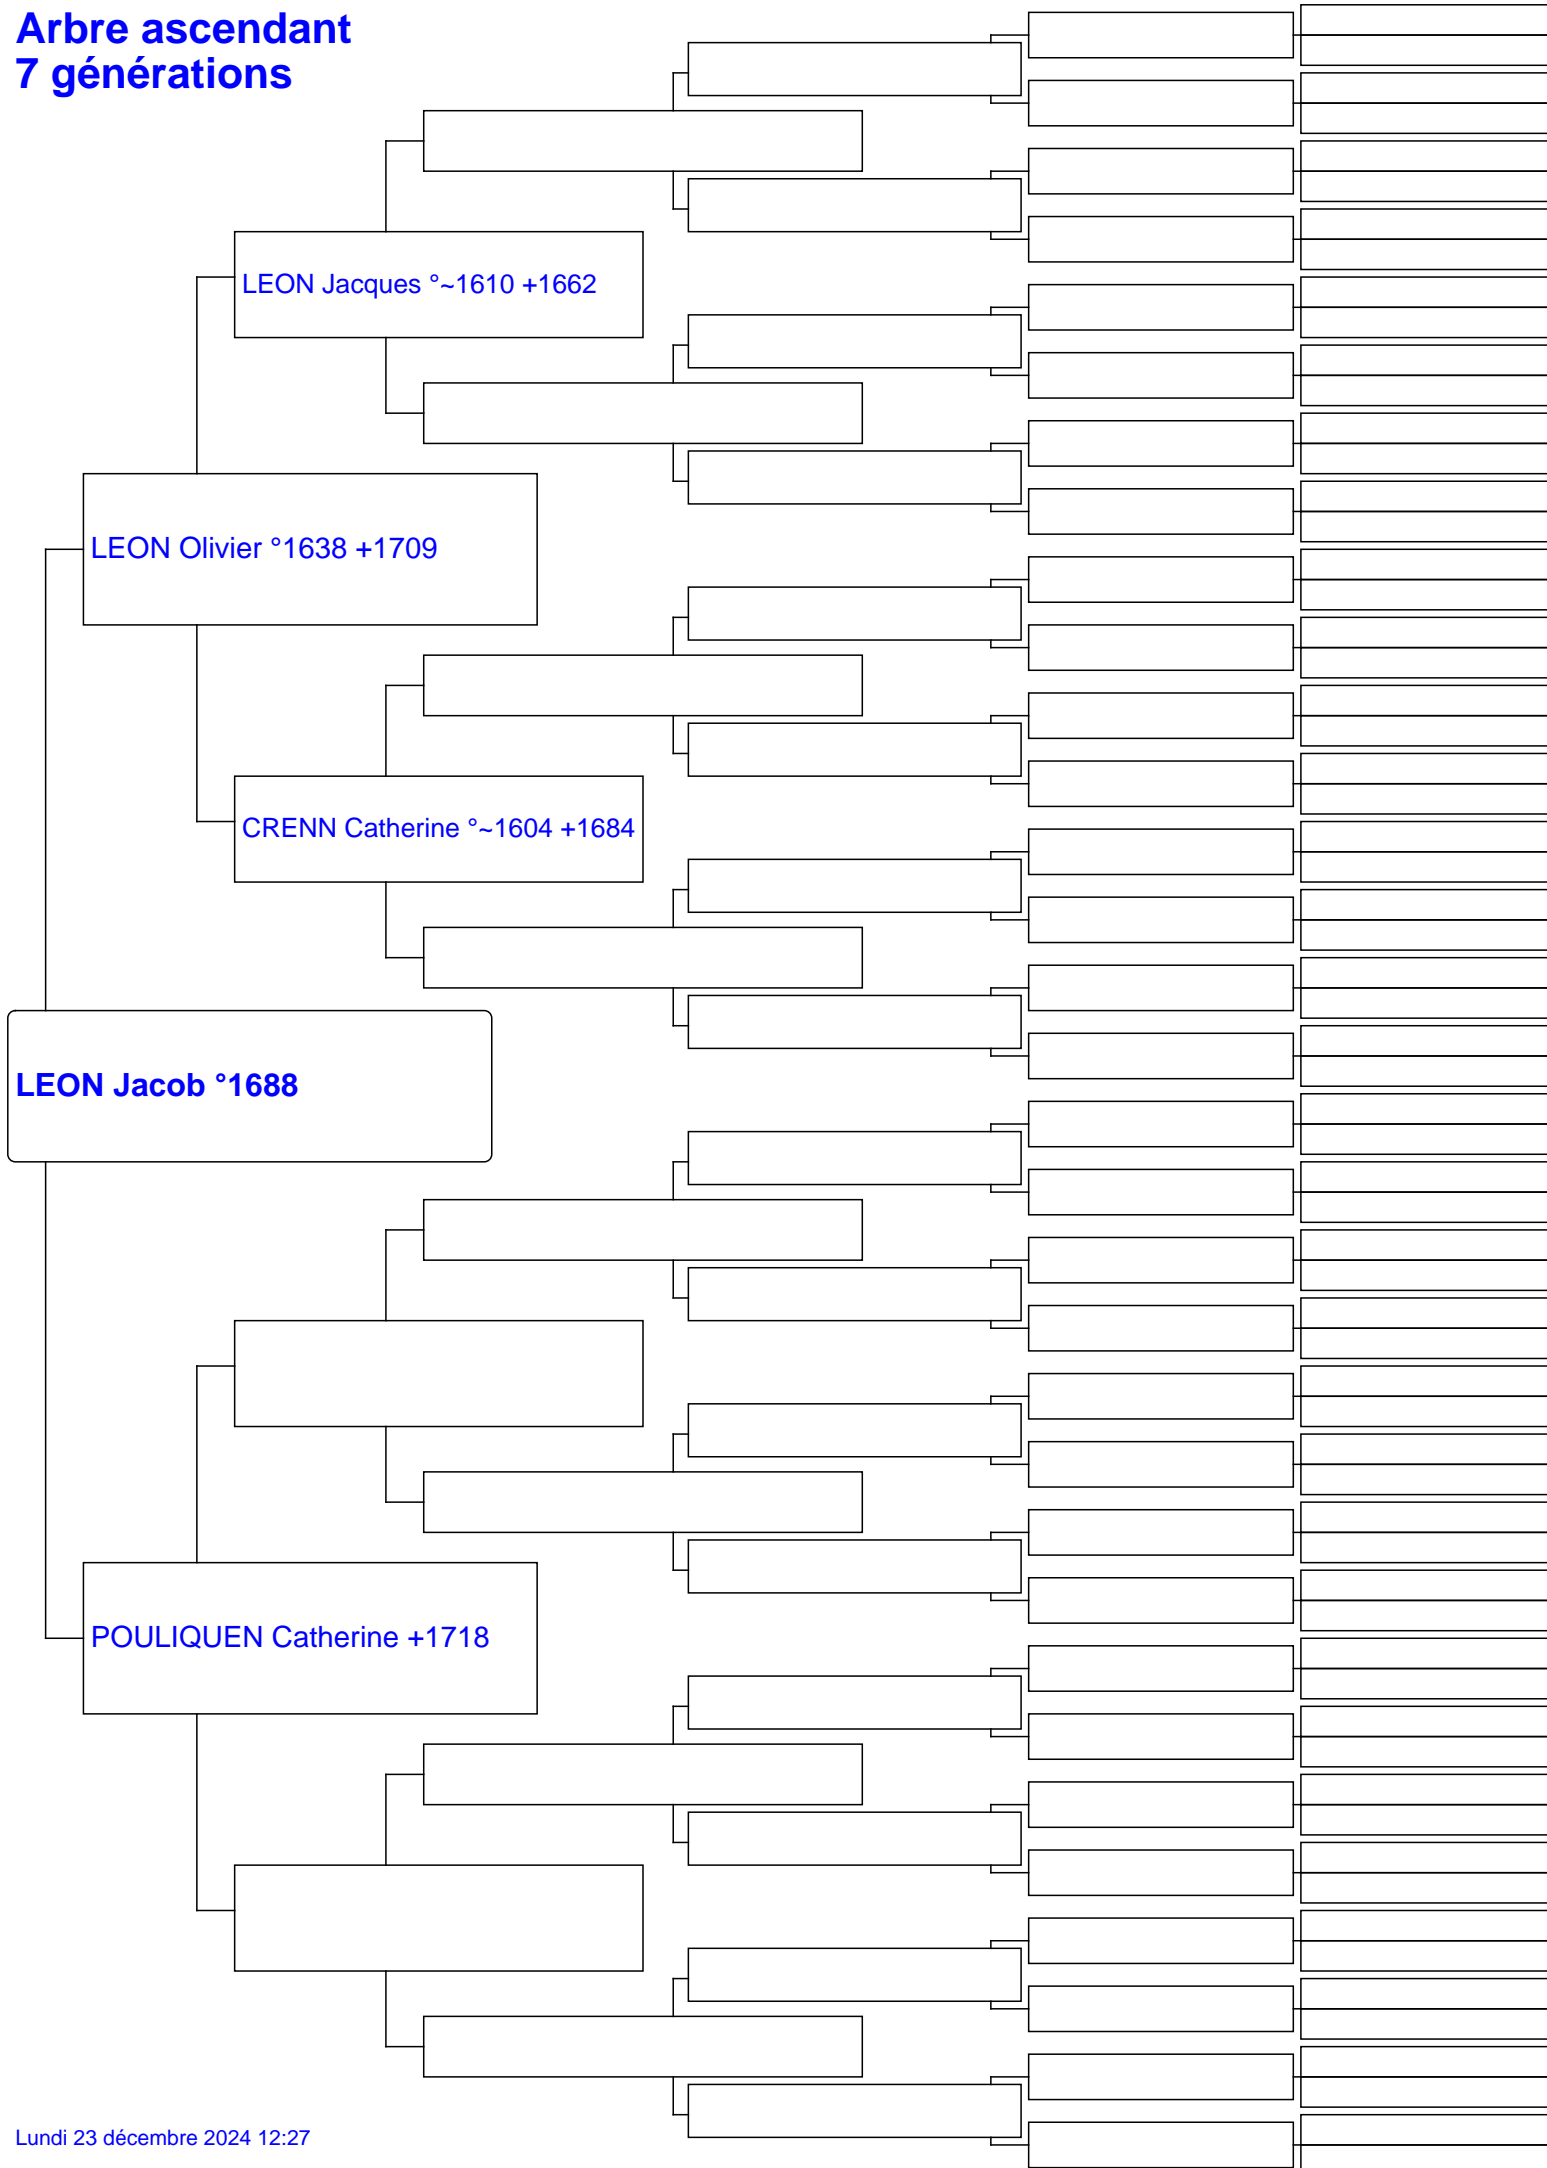 Arbre ascendant
7 générations
LEON Jacques °~1610 +1662
LEON Olivier °1638 +1709
CRENN Catherine °~1604 +1684
LEON Jacob °1688
POULIQUEN Catherine +1718
Lundi 23 décembre 2024 12:27